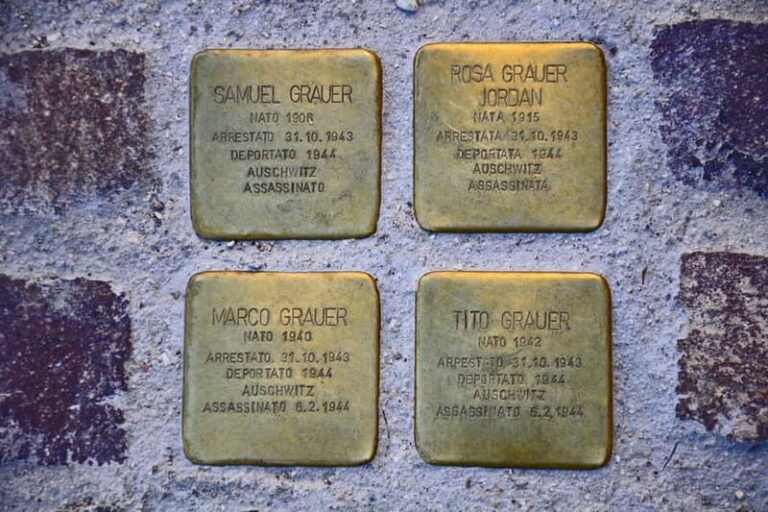 SAMUEL GRAUER
NATO 1908
ARRESTATO 31.10.1943
DEPORTATO 1944
AUSCHWITZ
ASSASSINATO
ROSA GRAUER
JORDAN
NATA 1915
ARRESTATA 31.10.1943
DEPORTATA 1944
AUSCHWITZ
ASSASSINATA
MARCO GRAUER
NATO 1940
ARRESTATO 31.10.1943
DEPORTATO 1944
AUSCHWITZ
ASSASSINATO 6.2.1944
TITO GRAUER
NATO 1942
ARRESTATO 31.10.1943
DEPORTATO 1944
AUSCHWITZ
ASSASSINATO 6.2.1944